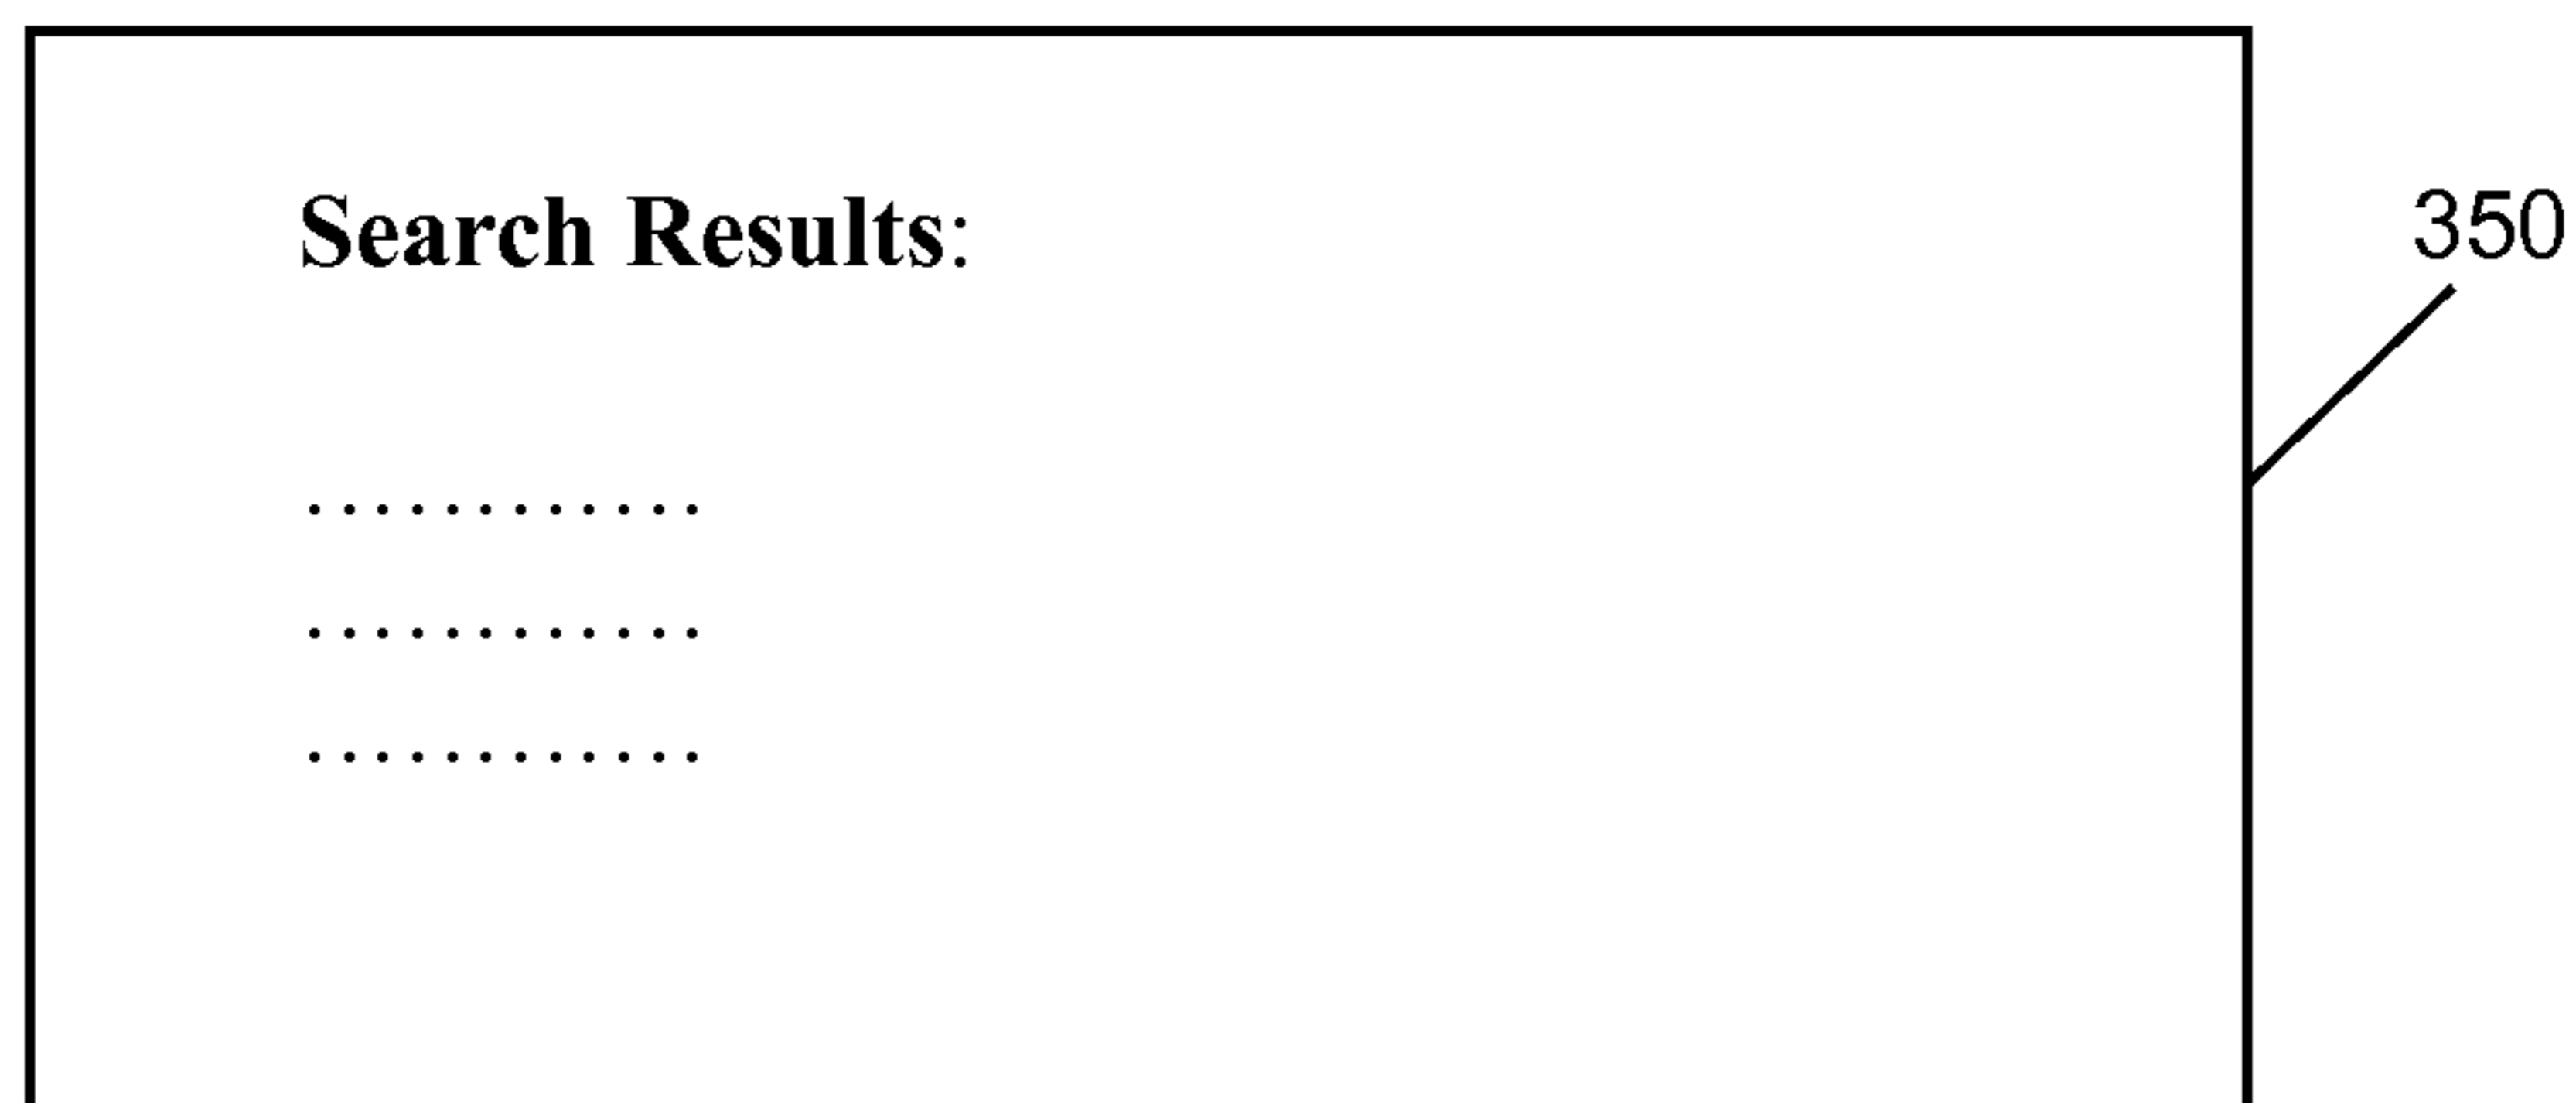 Search Results:
350
. . . . . . . . . . . .
. . . . . . . . . . . .
. . . . . . . . . . . .